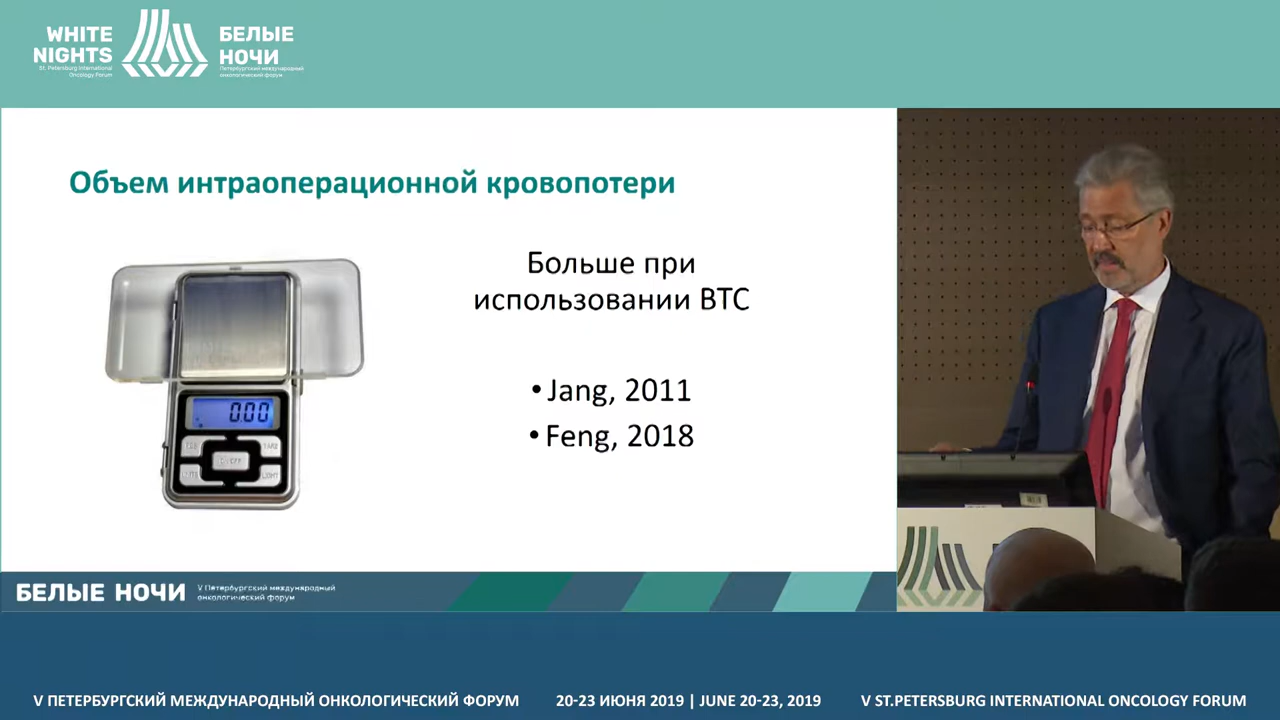 WHITE
NIGHTS
St. Petersburg International
Oncology Forum
БЕЛЫЕ
НОЧИ
Петербургский международный
онкологический форум
Объем интраоперационной кровопотери
Больше при
использовании ВТС
•Jang, 2011
•Feng, 2018
0.00
LIGHT
БЕЛЫЕ НОЧИ
V Петербургский международный
онкологический форум
V ПЕТЕРБУРГСКИЙ МЕЖДУНАРОДНЫЙ ОНКОЛОГИЧЕСКИЙ ФОРУМ
20-23 ИЮНЯ 2019 | JUNE 20-23, 2019
V ST.PETERSBURG INTERNATIONAL ONCOLOGY FORUM